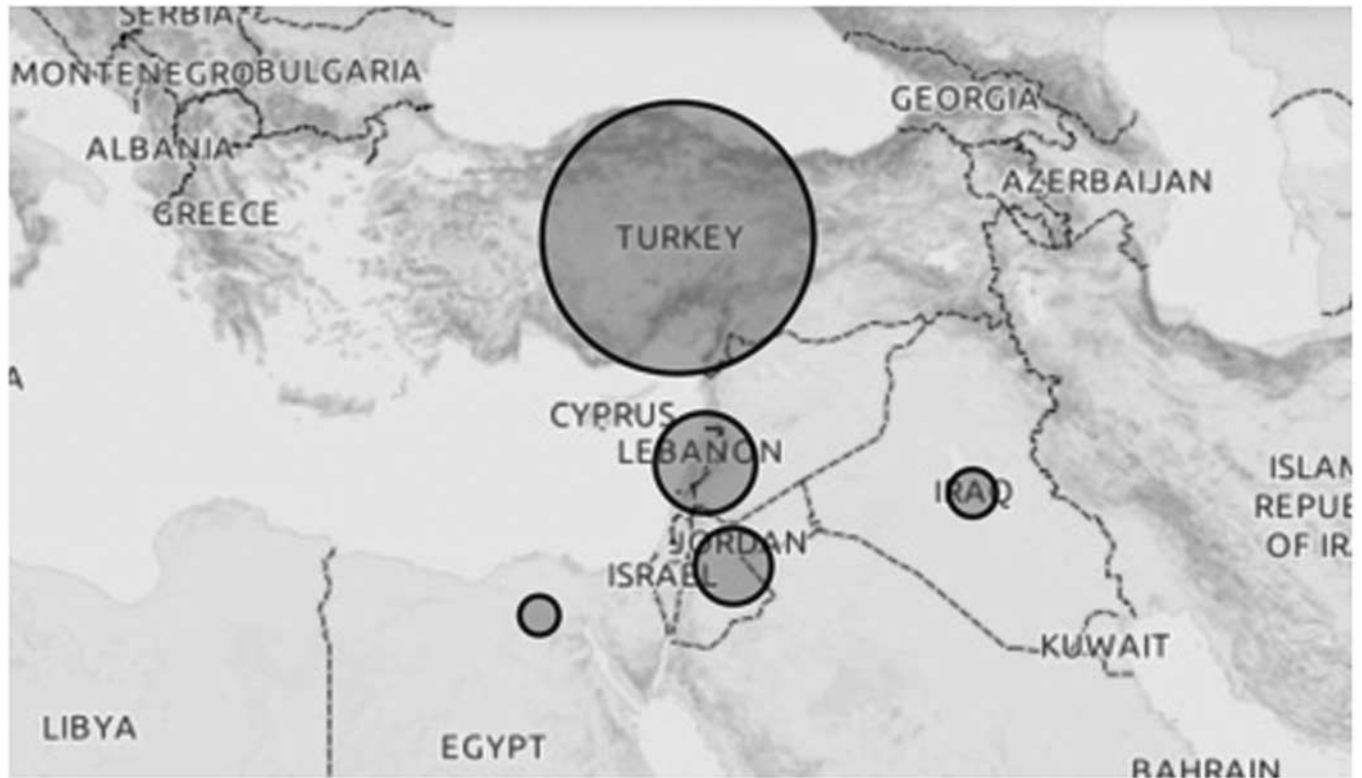 SERBIA
MONTENEGRO
BULGARIA
GEORGIA
ALBANIA
AZERBAIJAN
GREECE
TURKEY
CYPRUS
LEBANON
ISLAM
REPUB
OF IR
IRAQ
JORDAN
ISRAEL
KUWAIT
LIBYA
EGYPT
BAHRAIN